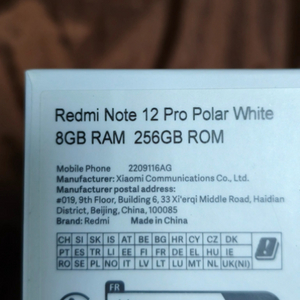 Redmi Note 12 Pro Polar White
8GB RAM 256GB ROM
Mobile Phone 2209116AG
Manufacturer: Xiaomi Communications Co., Ltd.
Manufacturer postal address:
#019, 9th Floor, Building 6, 33 Xi'erqi Middle Road, Haidian
District, Beijing, China, 100085
Brand: Redmi Made in China
CH SI SK IS AT BE BG HR CY CZ DK
PT ES TR LI EE FI FR DE EL HU IE
RO SE PL NO IT LV LT LU MT NL UK(NI)
FR